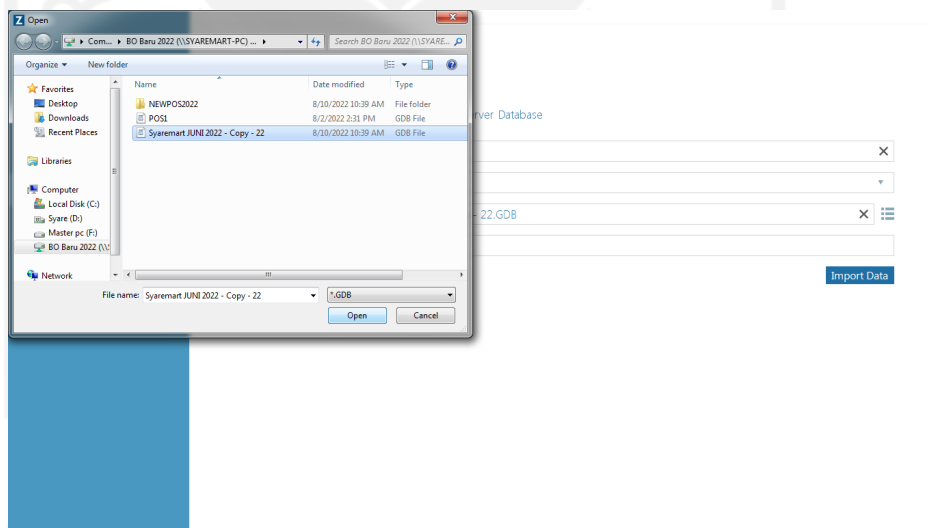 Z Open
Com... BO Baru 2022 (\\SYAREMART-PC) ... Search BO Baru 2022 (\\SYARE...
Organize New folder
Name Date modified Type
Favorites
Desktop
Downloads
Recent Places
Libraries
Computer
Local Disk (C:)
Syare (D:)
Master pc (F:)
BO Baru 2022 (\\S
Network
NEWPOS2022 8/10/2022 10:39 AM File folder
POS1 8/2/2022 2:31 PM GDB File
Syaremart JUNI 2022 - Copy - 22 8/10/2022 10:39 AM GDB File
File name: Syaremart JUNI 2022 - Copy - 22 *.GDB
Open Cancel
rver Database
- 22.GDB
Import Data